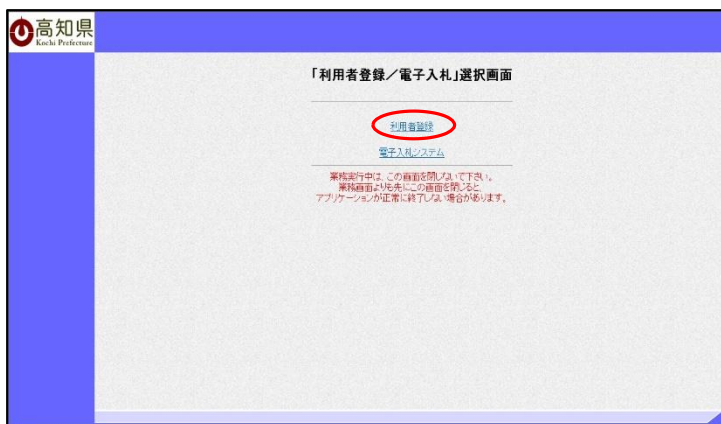 高知県
Kochi Prefecture
「利用者登録／電子入札」選択画面
利用者登録
電子入札システム
業務実行中は、この画面を閉じないで下さい。
業務画面よりも先にこの画面を閉じると、
アプリケーションが正常に終了しない場合があります。